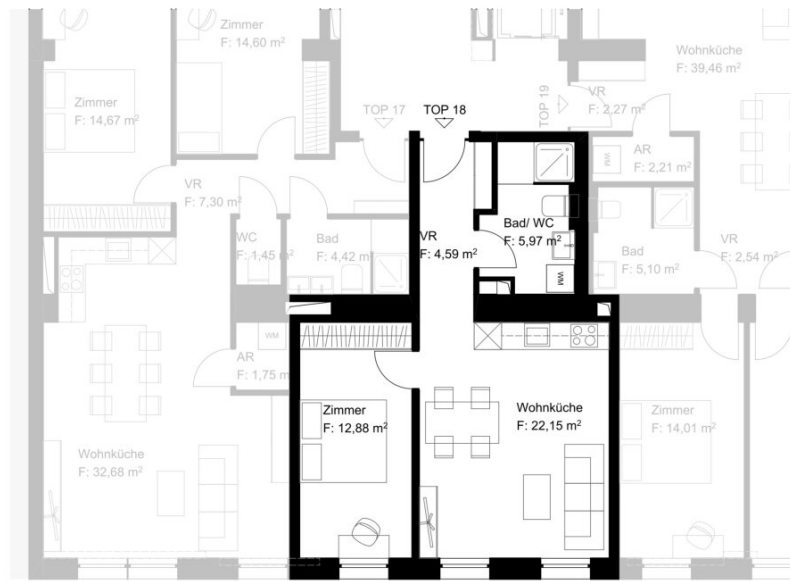 Zimmer
F: 14,60 m²
Wohnküche
F: 39,46 m²
Zimmer
F: 14,67 m²
TOP 17
TOP 18
TOP 19
VR
F: 2,27 m²
AR
F: 2,21 m²
WM
VR
F: 7,30 m²
WC
F: 1,45 m²
Bad
F: 4,42 m²
VR
F: 4,59 m²
Bad/ WC
F: 5,97 m²
WM
Bad
F: 5,10 m²
VR
F: 2,54 m²
WM
AR
F: 1,75 m²
Zimmer
F: 12,88 m²
Wohnküche
F: 22,15 m²
Zimmer
F: 14,01 m²
Wohnküche
F: 32,68 m²